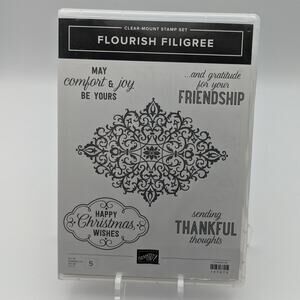 CLEAR-MOUNT STAMP SET
FLOURISH FILIGREE
MAY
comfort & joy
BE YOURS
...and gratitude
for your
FRIENDSHIP
HAPPY
Christmas
WISHES
sending
THANKFUL
thoughts
5